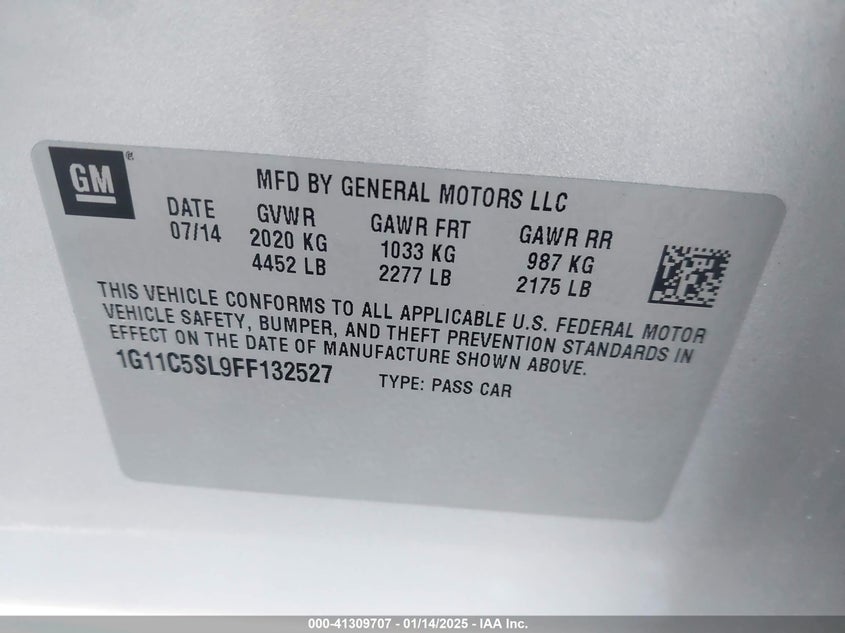 GM
MFD BY GENERAL MOTORS LLC
DATE GVWR GAWR FRT GAWR RR
07/14 2020 KG 1033 KG 987 KG
4452 LB 2277 LB 2175 LB
THIS VEHICLE CONFORMS TO ALL APPLICABLE U.S. FEDERAL MOTOR
VEHICLE SAFETY, BUMPER, AND THEFT PREVENTION STANDARDS IN
EFFECT ON THE DATE OF MANUFACTURE SHOWN ABOVE.
1G11C5SL9FF132527 TYPE: PASS CAR
000-41309707 - 01/14/2025 - IAA Inc.